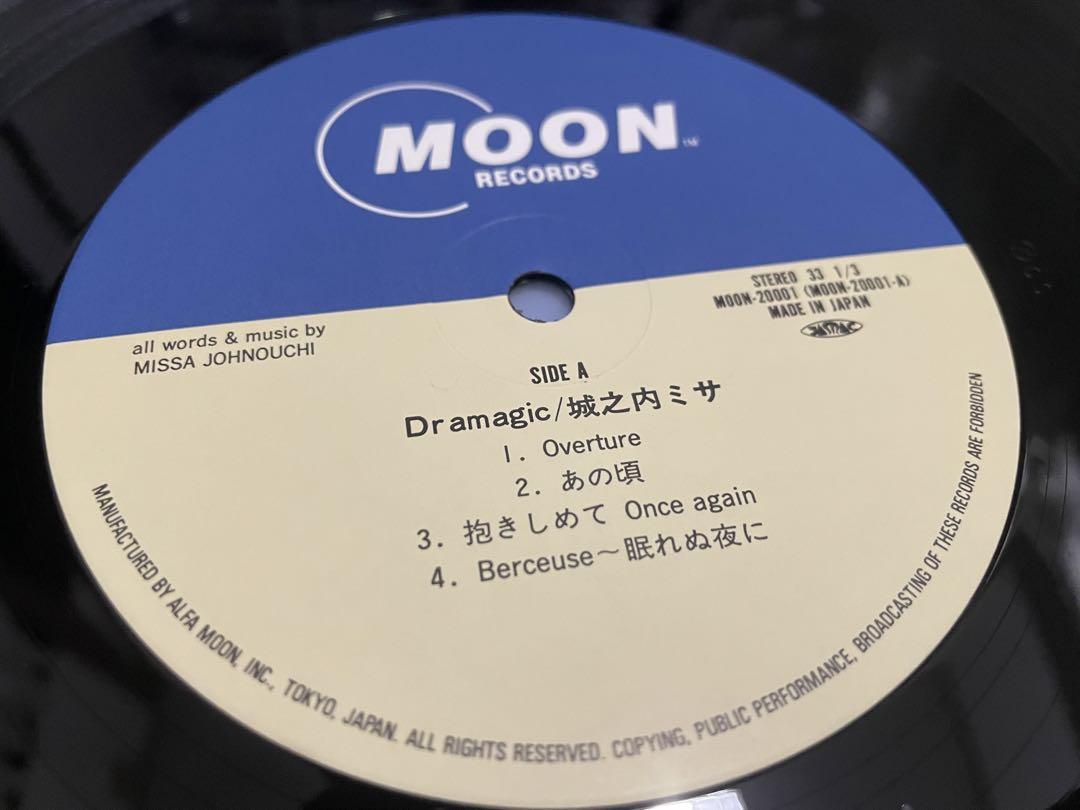 MOON™
RECORDS
all words & music by
MISSA JOHNOUCHI
STEREO 33 1/3
MOON-20001 (MOON-20001-A)
MADE IN JAPAN
JASRAC
SIDE A
Dramagic/城之内ミサ
1. Overture
2. あの頃
3. 抱きしめて Once again
4. Berceuse～眠れぬ夜に
MANUFACTURED BY ALFA MOON, INC., TOKYO, JAPAN. ALL RIGHTS RESERVED. COPYING, PUBLIC PERFORMANCE, BROADCASTING OF THESE RECORDS ARE FORBIDDEN